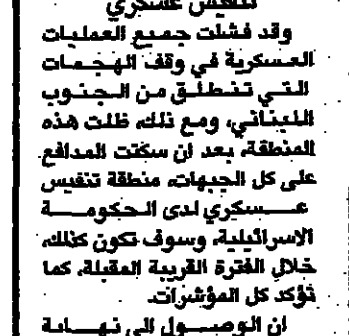 تنفيس عسكري
وقد فشلت جميع العمليات
العسكرية في وقف الهجمات
التي تنطلق من الجنوب
اللبناني، ومع ذلك، ظلت هذه
المنطقة، بعد ان سكتت المدافع
على كل الجبهات، منطقة تنفيس
عسكري لدى الحكومة
الاسرائيلية، وسوف تكون كذلك،
خلال الفترة القريبة المقبلة، كما
تؤكد كل المؤشرات.
ان الوصول الى نهاية